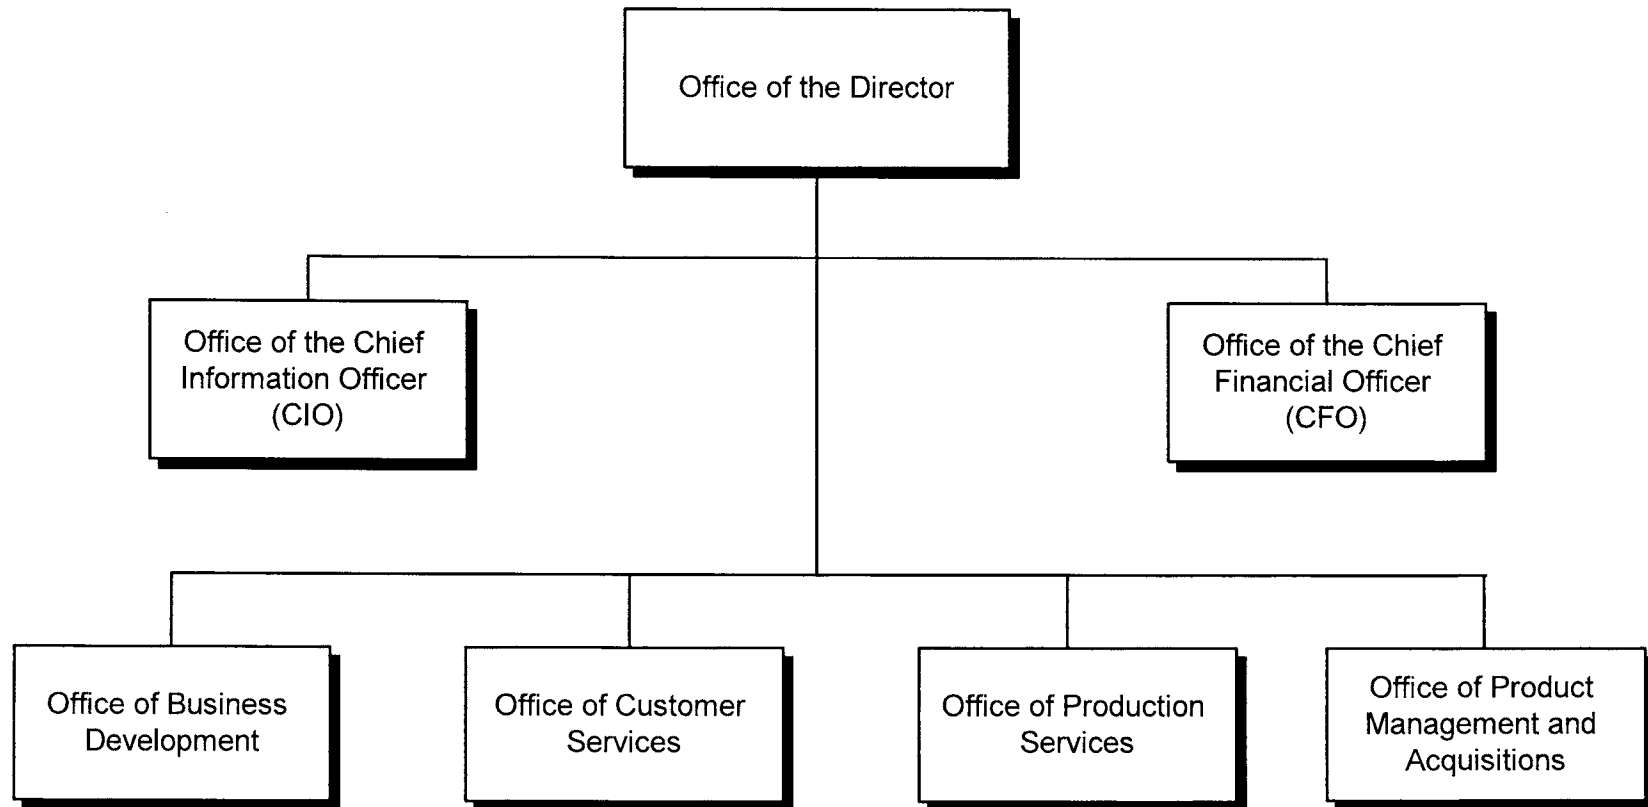 Office of the Director
Office of the Chief
Information Officer
(CIO)
Office of the Chief
Financial Officer
(CFO)
Office of Business
Development
Office of Customer
Services
Office of Production
Services
Office of Product
Management and
Acquisitions